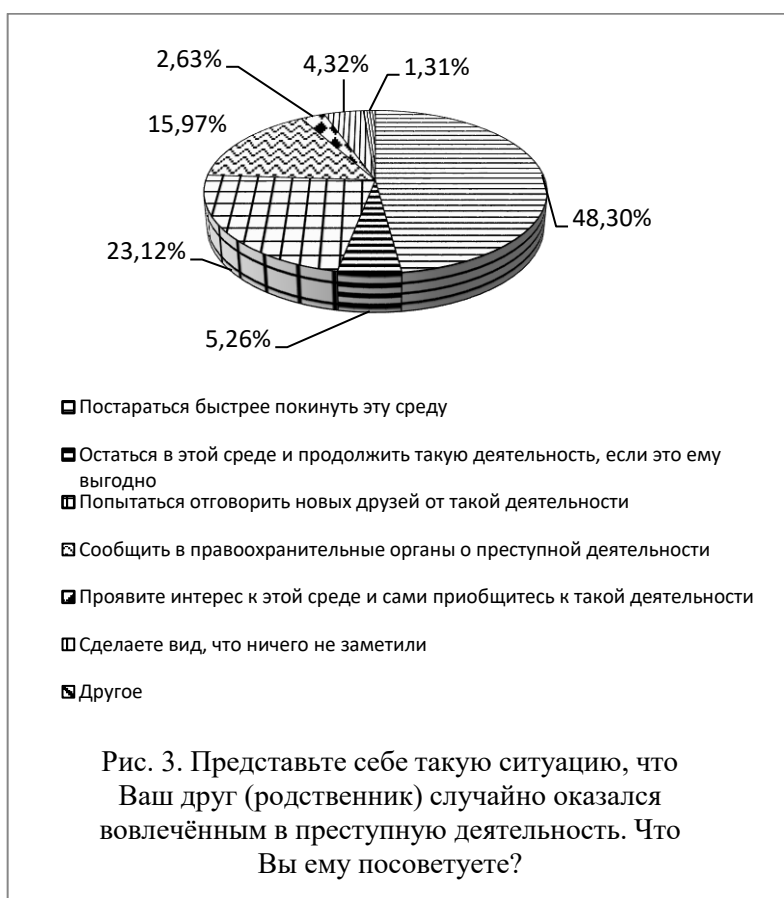 2,63%
4,32%
1,31%
15,97%
48,30%
23,12%
5,26%
Постараться быстрее покинуть эту среду
Остаться в этой среде и продолжить такую деятельность, если это ему
выгодно
Попытаться отговорить новых друзей от такой деятельности
Сообщить в правоохранительные органы о преступной деятельности
Проявите интерес к этой среде и сами приобщитесь к такой деятельности
Сделаете вид, что ничего не заметили
Другое
Рис. 3. Представьте себе такую ситуацию, что
Ваш друг (родственник) случайно оказался
вовлечённым в преступную деятельность. Что
Вы ему посоветуете?